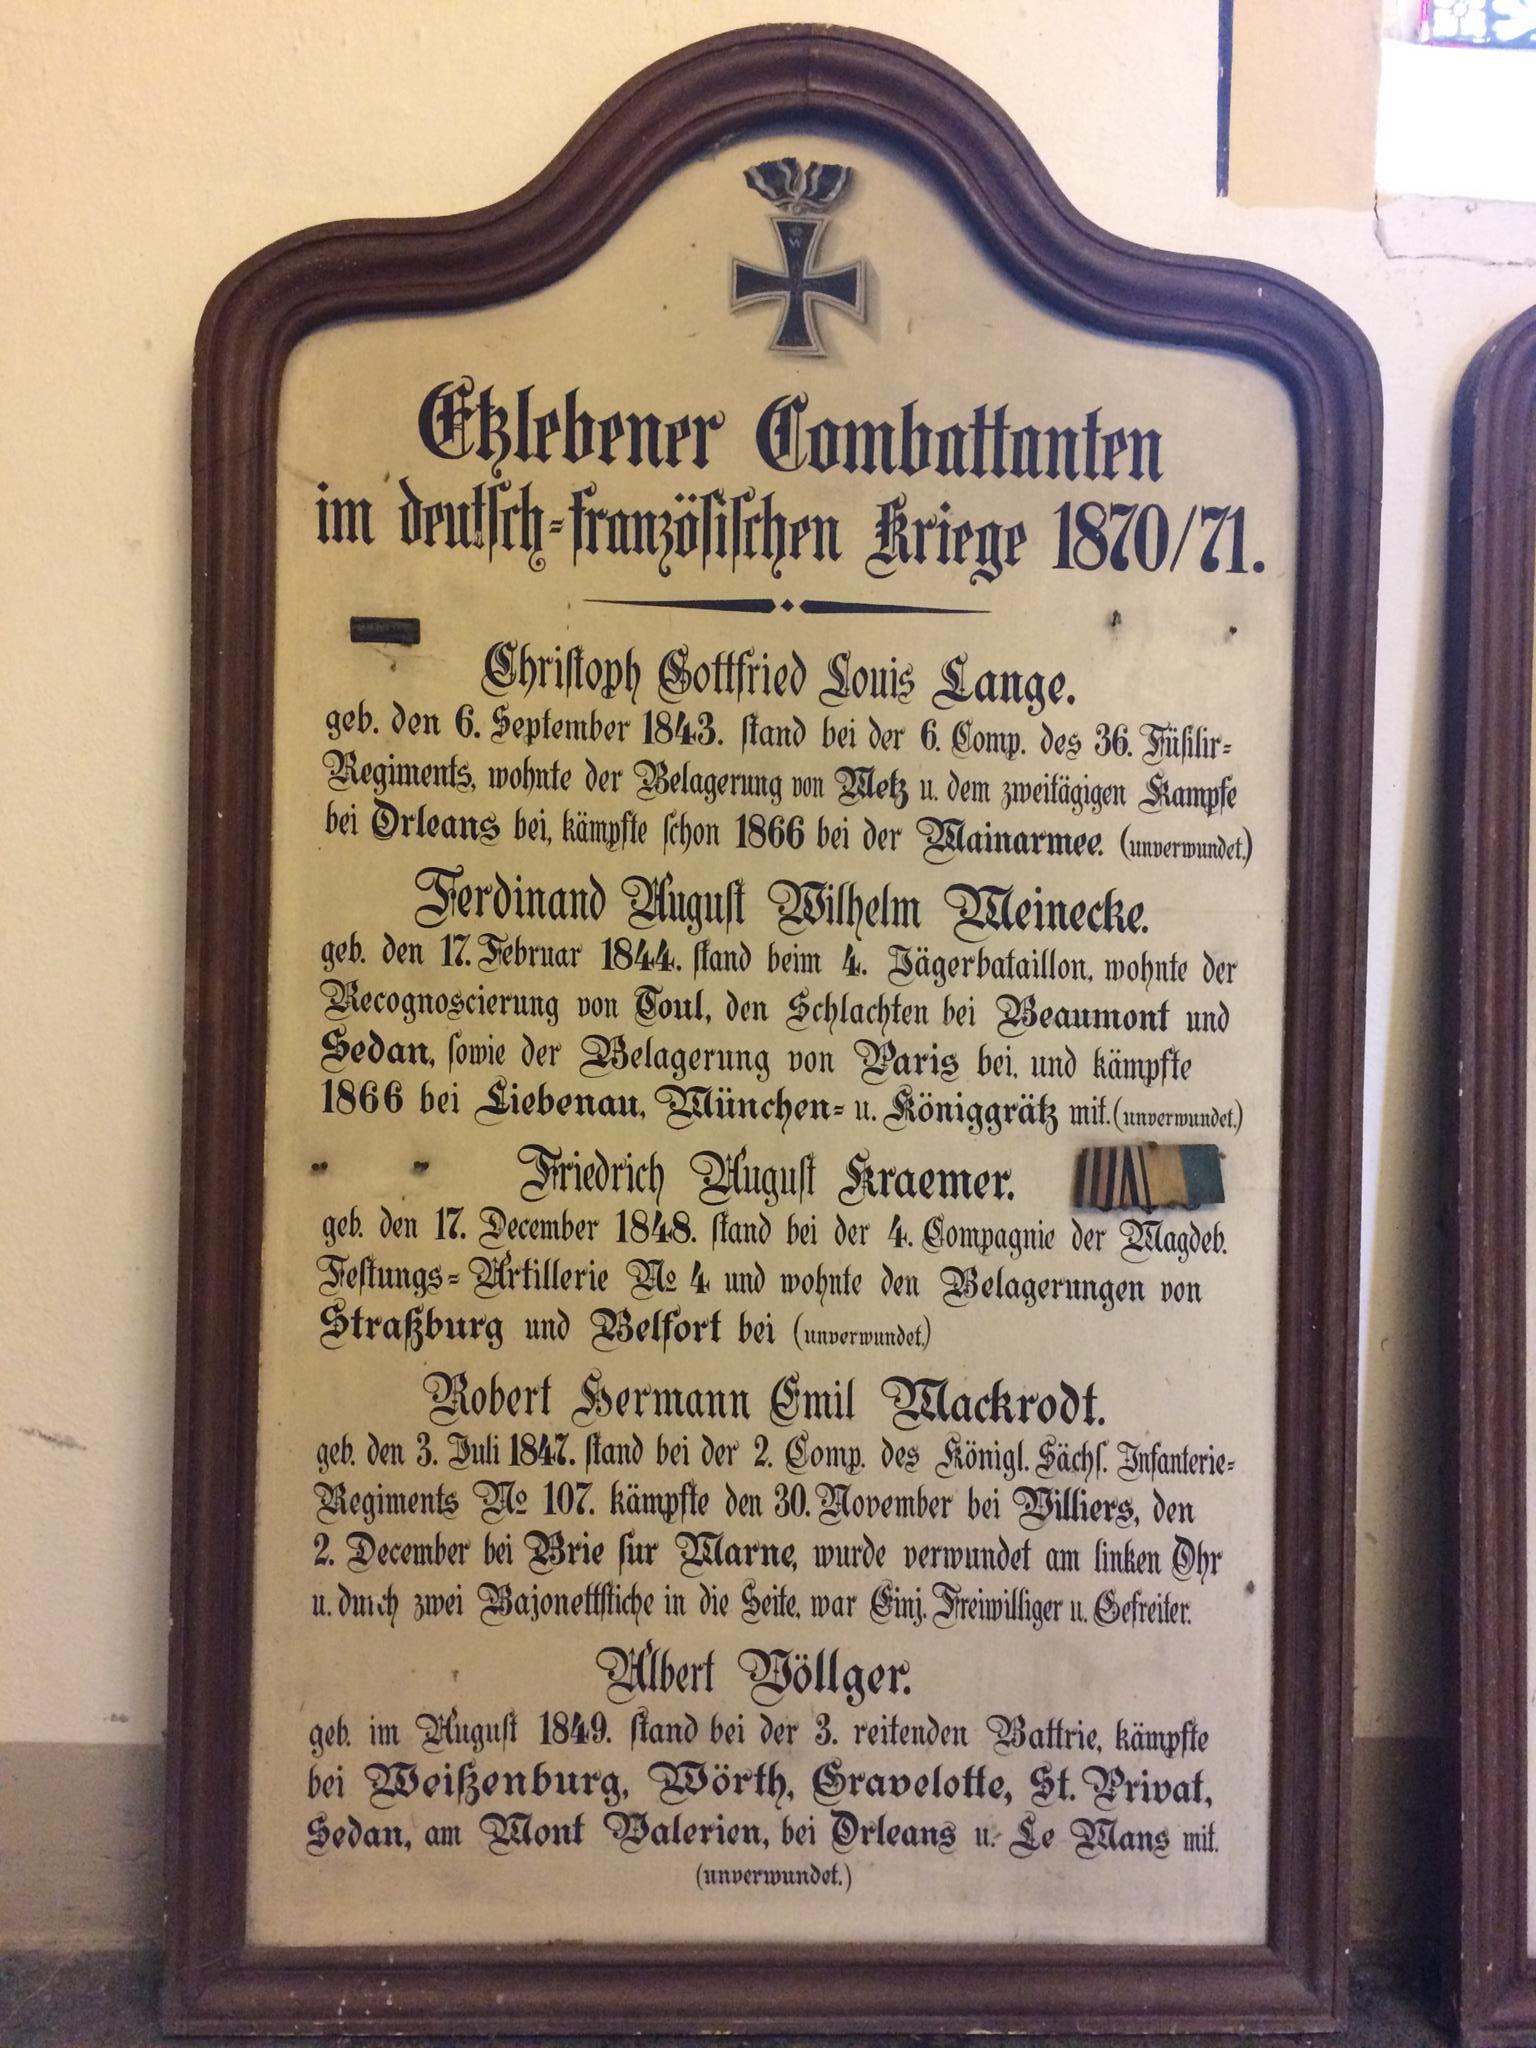 W
Etzlebener Combattanten
im deutsch-französischen Kriege 1870/71.
Christoph Gottfried Louis Lange.
geb. den 6. September 1843. stand bei der 6. Comp. des 36. Füsilir-
Regiments, wohnte der Belagerung von Metz u. dem zweitägigen Kampfe
bei Orleans bei, kämpfte schon 1866 bei der Mainarmee. (unverwundet.)
Ferdinand August Wilhelm Meinecke.
geb. den 17. Februar 1844. stand beim 4. Jägerbataillon, wohnte der
Recognoscierung von Toul, den Schlachten bei Beaumont und
Sedan, sowie der Belagerung von Paris bei, und kämpfte
1866 bei Liebenau, München- u. Königgrätz mit. (unverwundet.)
Friedrich August Kraemer.
geb. den 17. December 1848. stand bei der 4. Compagnie der Magdeb.
Festungs-Artillerie No 4 und wohnte den Belagerungen von
Straßburg und Belfort bei (unverwundet.)
Robert Hermann Emil Mackrodt.
geb. den 3. Juli 1847. stand bei der 2. Comp. des Königl. Sächs. Infanterie-
Regiments No 107. kämpfte den 30. November bei Villiers, den
2. December bei Brie sur Marne, wurde verwundet am linken Ohr
u. durch zwei Bajonettstiche in die Seite, war Einj. Freiwilliger u. Gefreiter.
Albert Völlger.
geb. im August 1849. stand bei der 3. reitenden Battrie, kämpfte
bei Weißenburg, Wörth, Gravelotte, St. Privat,
Sedan, am Mont Valerien, bei Orleans u. Le Mans mit.
(unverwundet.)